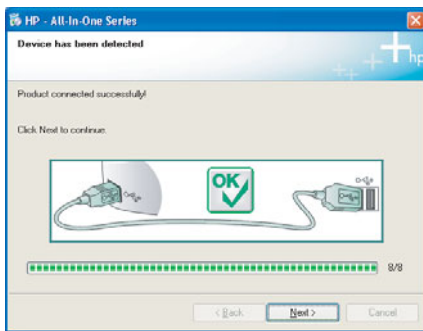 HP - All-In-One Series
Device has been detected
hp
Product connected successfully!
Click Next to continue.
OK
8/8
< Back
Next >
Cancel